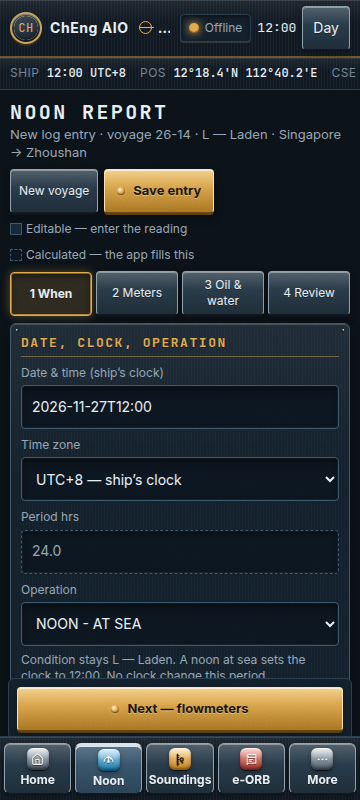 CH ChEng AIO ... Offline 12:00 Day
SHIP 12:00 UTC+8 POS 12°18.4'N 112°40.2'E CSE
NOON REPORT
New log entry · voyage 26-14 · L — Laden · Singapore
→ Zhoushan
New voyage Save entry
Editable — enter the reading
Calculated — the app fills this
1 When 2 Meters 3 Oil & water 4 Review
DATE, CLOCK, OPERATION
Date & time (ship's clock)
2026-11-27T12:00
Time zone
UTC+8 — ship's clock
Period hrs
24.0
Operation
NOON - AT SEA
Condition stays L — Laden. A noon at sea sets the
clock to 12:00. No clock change this period.
Next — flowmeters
Home Noon Soundings e-ORB More